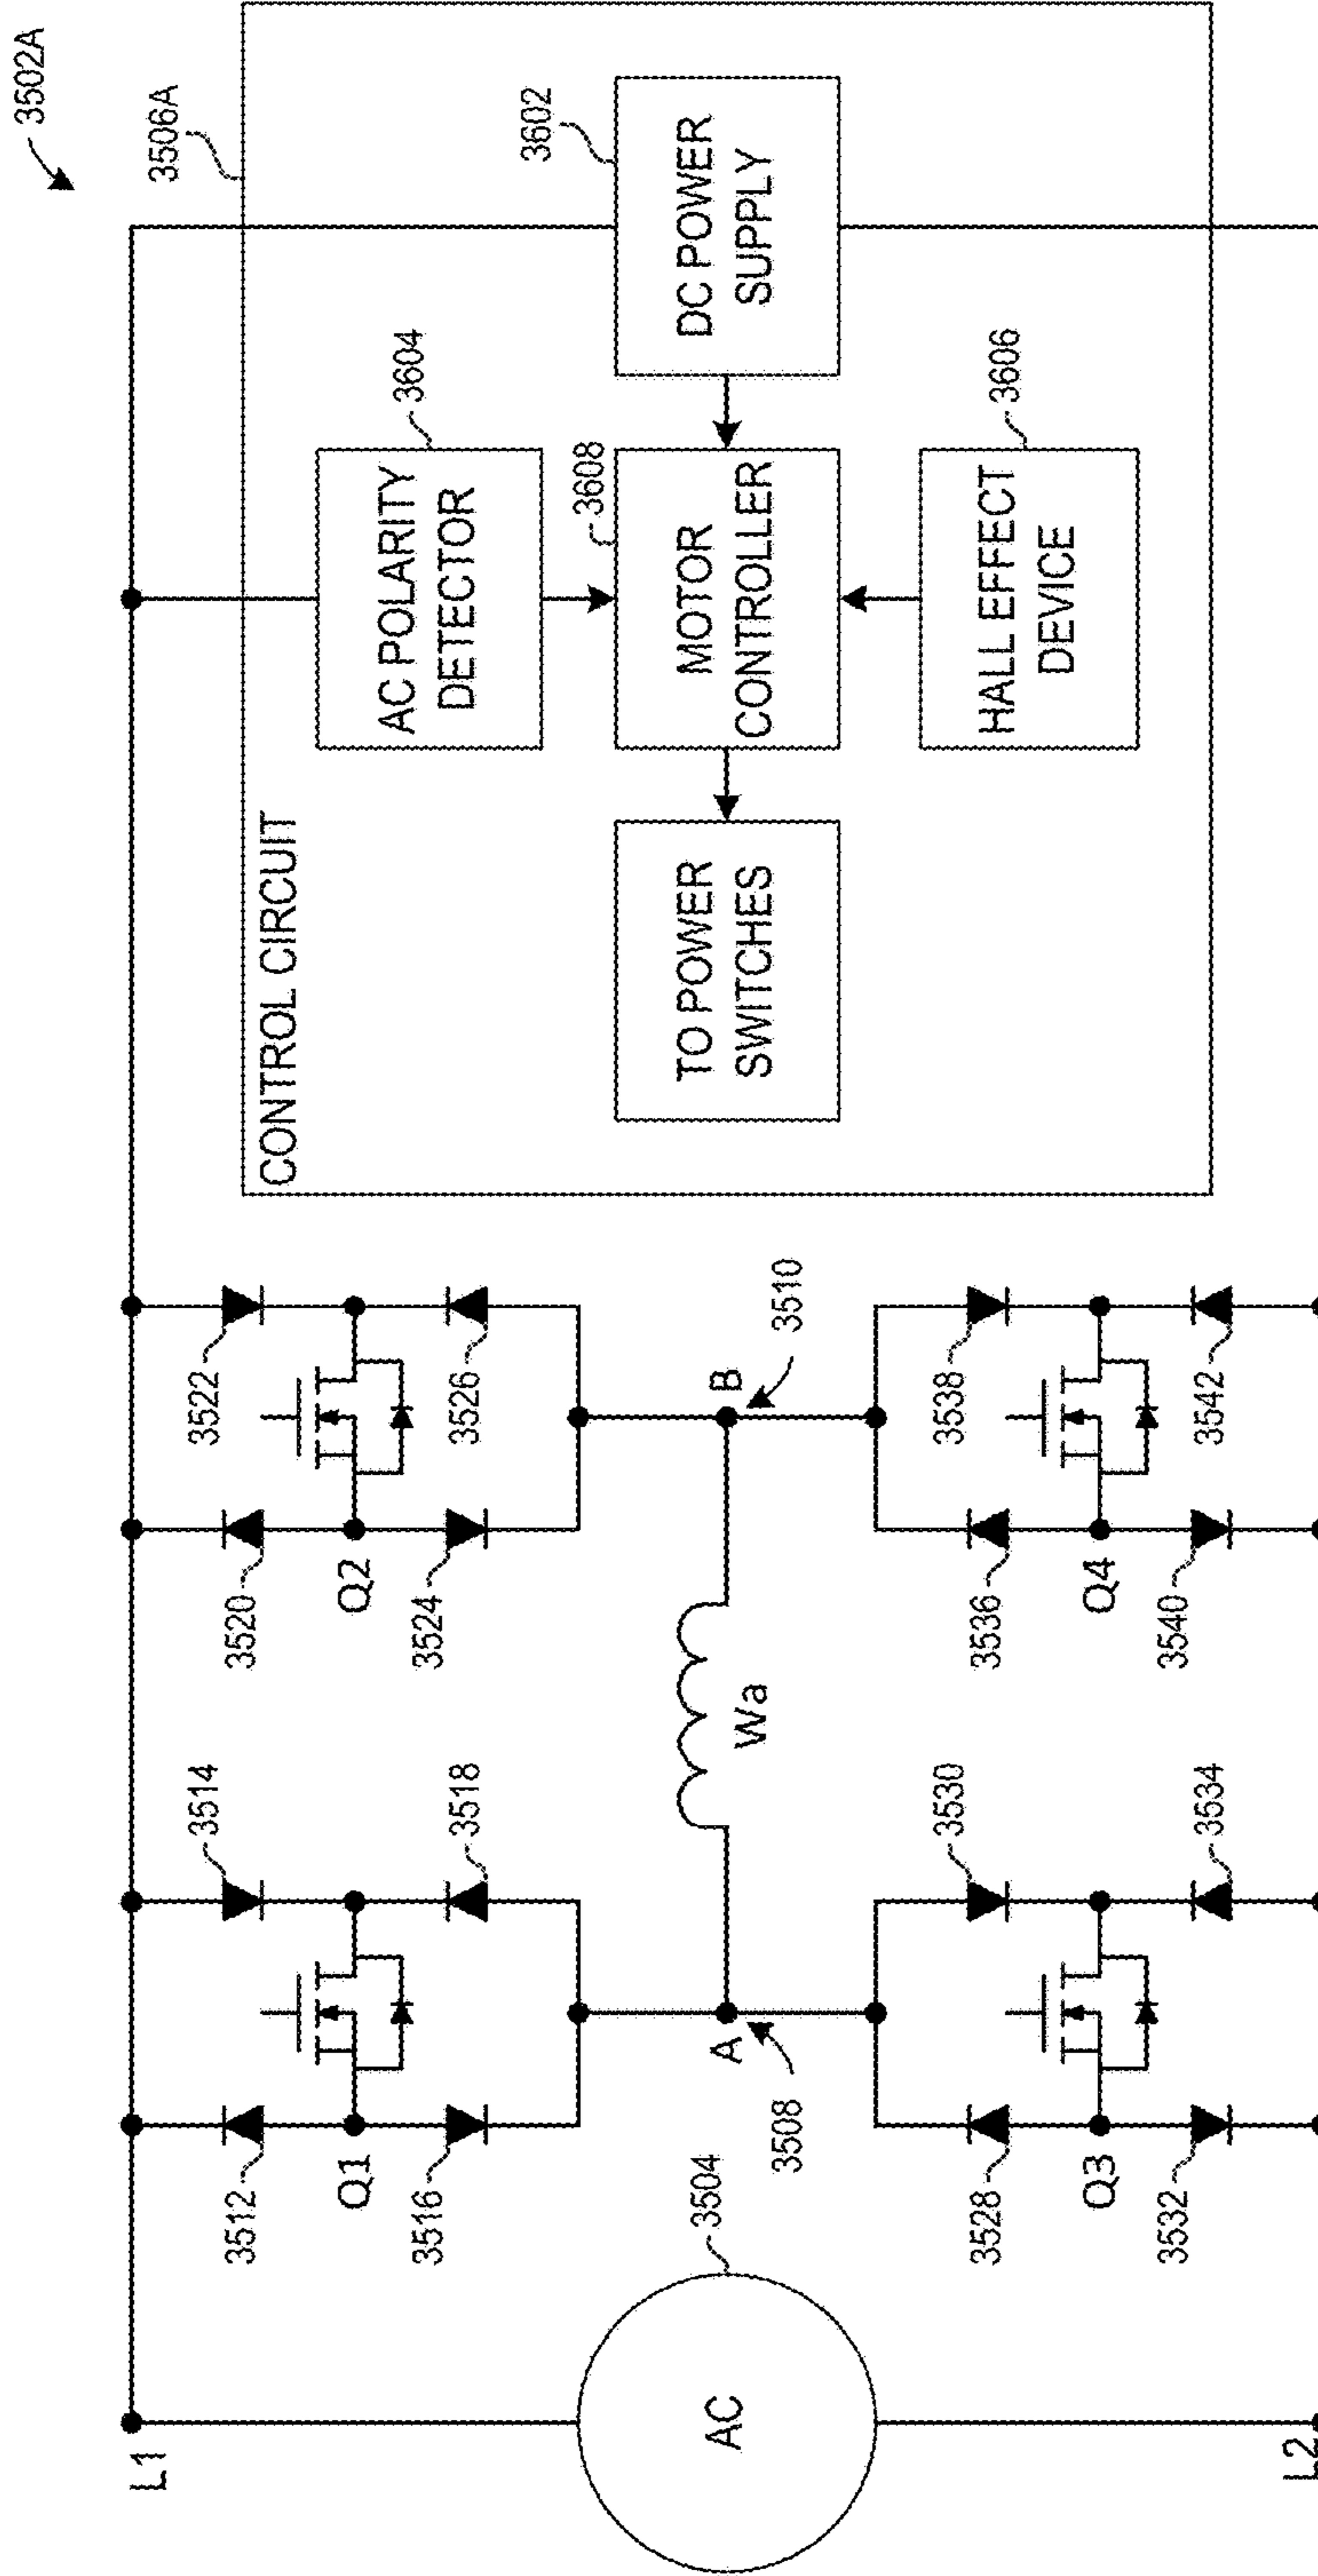 3502A
L1
3506A
CONTROL CIRCUIT
3512
3514
3520
3522
Q1
Q2
3516
3518
3524
3526
AC POLARITY
DETECTOR
3604
3602
3504
AC
A
3508
Wa
B
3510
TO POWER
SWITCHES
3608
MOTOR
CONTROLLER
DC POWER
SUPPLY
3528
3530
3536
3538
Q3
Q4
3532
3534
3540
3542
HALL EFFECT
DEVICE
3606
L2